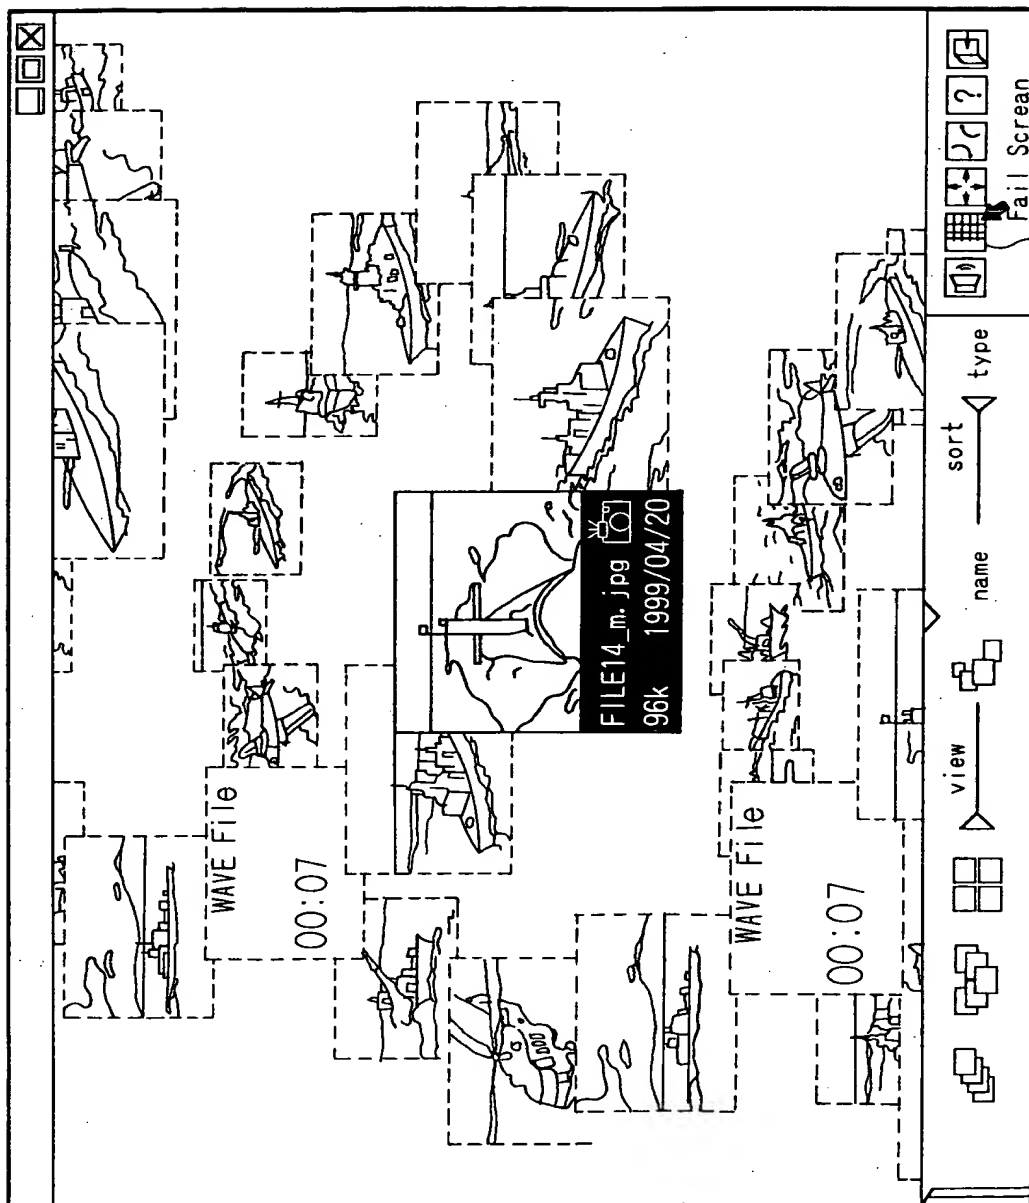 WAVE File
00:07
FILE14_m.jpg
96k 1999/04/20
WAVE File
00:07
view
name
sort
type
?
Fail Screan